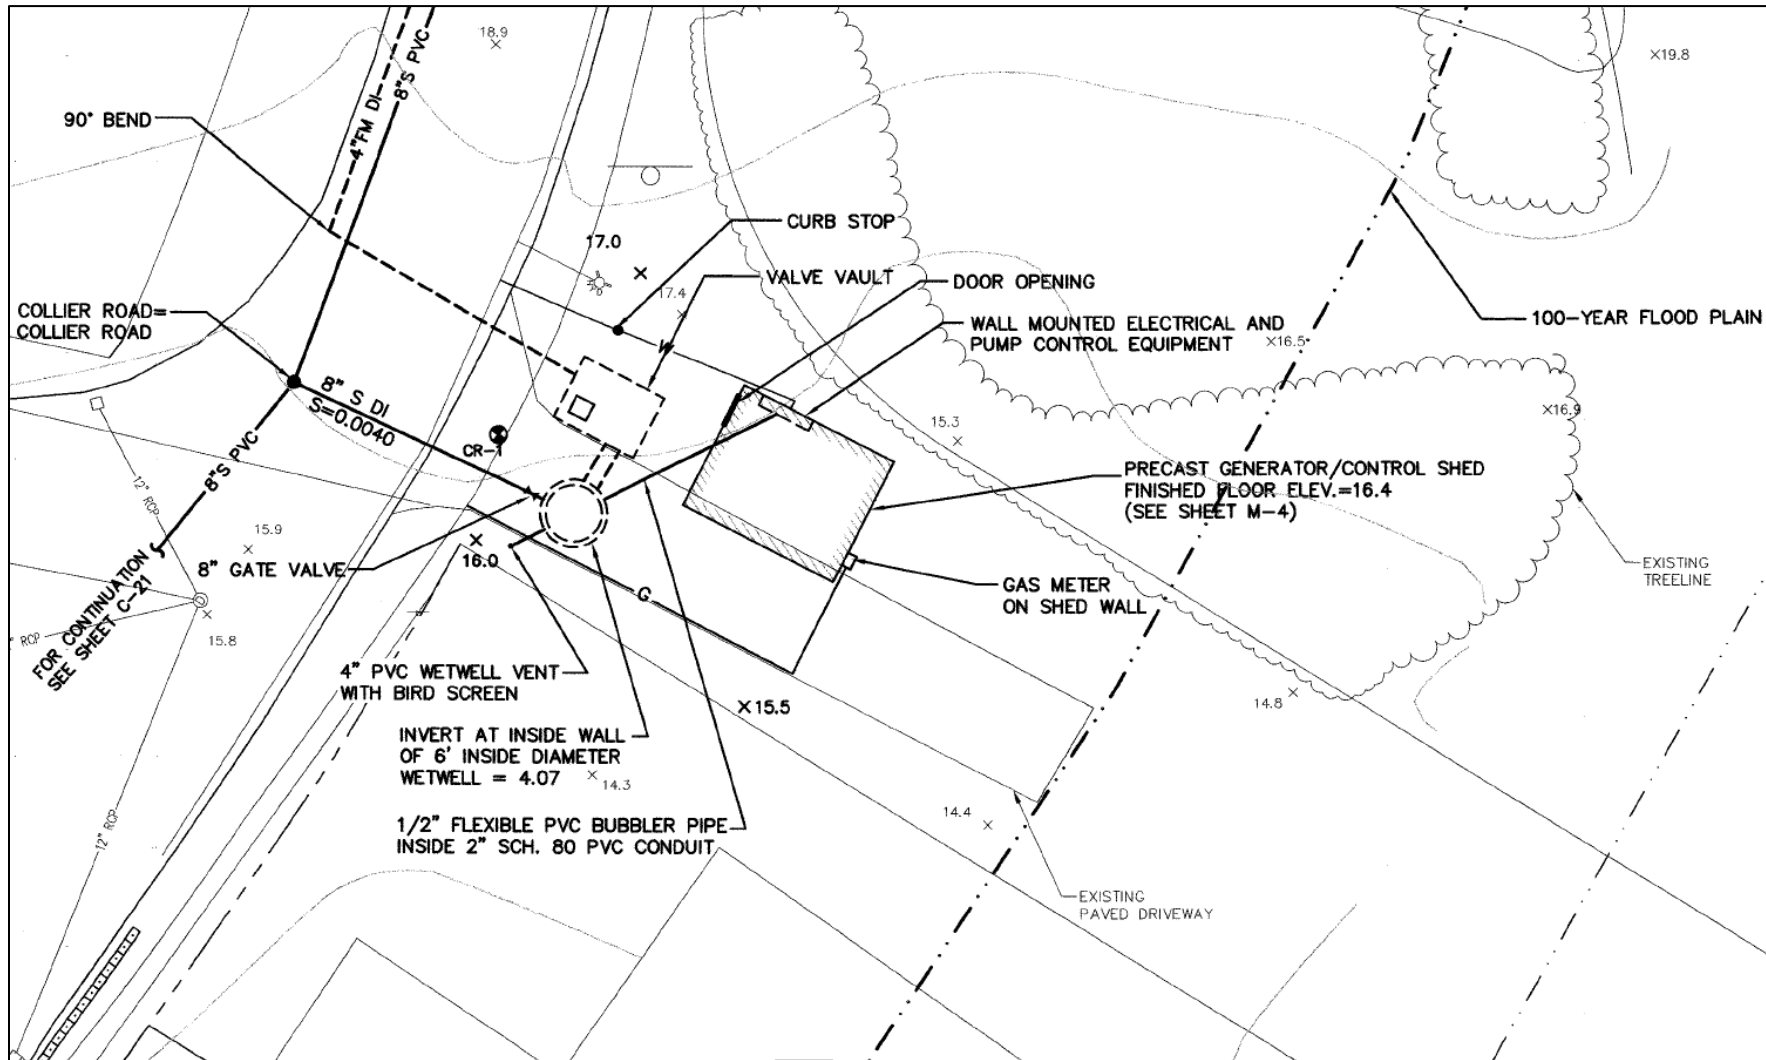 18.9
×19.8
90° BEND
4"FM DI
8"S PVC
CURB STOP
17.0
VALVE VAULT
17.4
DOOR OPENING
COLLIER ROAD=
COLLIER ROAD
WALL MOUNTED ELECTRICAL AND
PUMP CONTROL EQUIPMENT
16.5
100-YEAR FLOOD PLAIN
W
8" S DI
S=0.0040
CR-1
15.3
16.9
8"S PVC
12" RCP
PRECAST GENERATOR/CONTROL SHED
FINISHED FLOOR ELEV.=16.4
(SEE SHEET M-4)
15.9
16.0
8" GATE VALVE
G
GAS METER
ON SHED WALL
EXISTING
TREELINE
D
15.8
" RCP
FOR CONTINUATION
SEE SHEET C-21
4" PVC WETWELL VENT
WITH BIRD SCREEN
15.5
14.8
INVERT AT INSIDE WALL
OF 6' INSIDE DIAMETER
WETWELL = 4.07
14.3
12" RCP
1/2" FLEXIBLE PVC BUBBLER PIPE
INSIDE 2" SCH. 80 PVC CONDUIT
14.4
EXISTING
PAVED DRIVEWAY